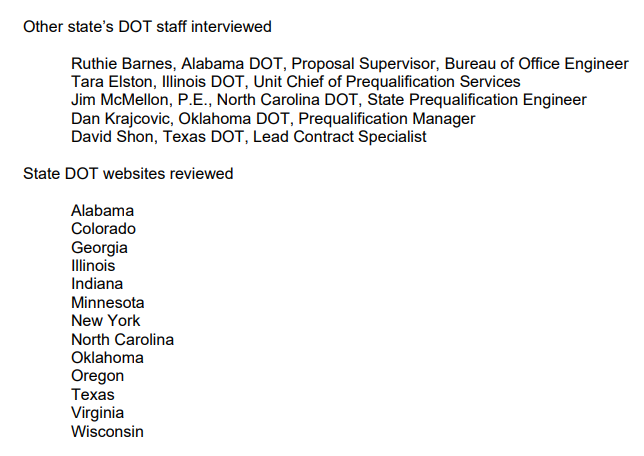 Other state's DOT staff interviewed
Ruthie Barnes, Alabama DOT, Proposal Supervisor, Bureau of Office Engineer
Tara Elston, Illinois DOT, Unit Chief of Prequalification Services
Jim McMellon, P.E., North Carolina DOT, State Prequalification Engineer
Dan Krajcovic, Oklahoma DOT, Prequalification Manager
David Shon, Texas DOT, Lead Contract Specialist
State DOT websites reviewed
Alabama
Colorado
Georgia
Illinois
Indiana
Minnesota
New York
North Carolina
Oklahoma
Oregon
Texas
Virginia
Wisconsin